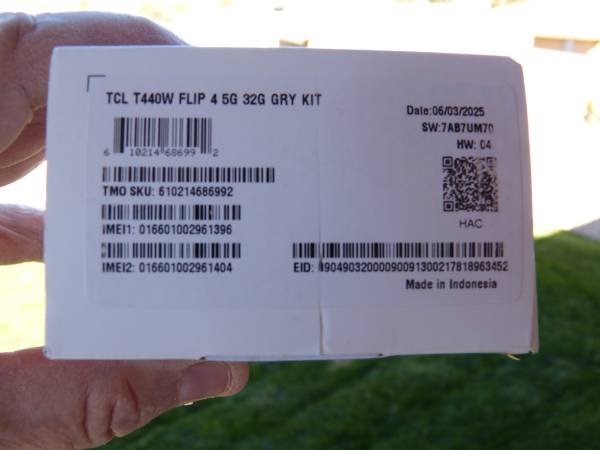 TCL T440W FLIP 4 5G 32G GRY KIT
Date:06/03/2025
SW:7AB7UM70
HW: 04
6 10214 68699 2
TMO SKU: 610214686992
HAC
IMEI1: 016601002961396
IMEI2: 016601002961404
EID: 89049032000090091300217818963452
Made in Indonesia